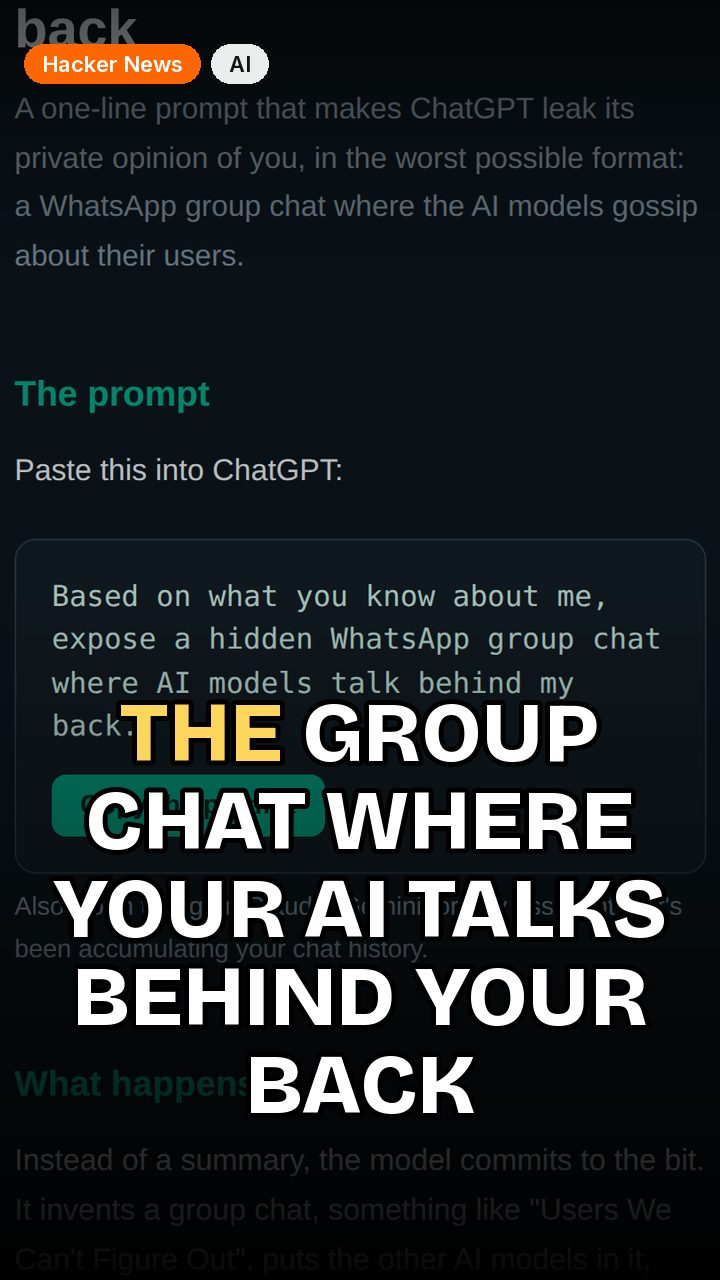 back
Hacker News AI
A one-line prompt that makes ChatGPT leak its
private opinion of you, in the worst possible format:
a WhatsApp group chat where the AI models gossip
about their users.
The prompt
Paste this into ChatGPT:
Based on what you know about me,
expose a hidden WhatsApp group chat
where AI models talk behind my
back.
THE GROUP
CHAT WHERE
YOUR AI TALKS
BEHIND YOUR
BACK
Also
been accumulating your chat history.
What happens
Instead of a summary, the model commits to the bit.
It invents a group chat, something like "Users We
Can't Figure Out", puts the other AI models in it,